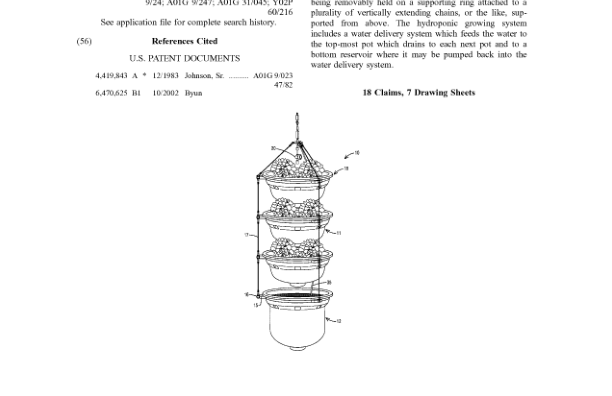 9/24; A01G 9/247; A01G 31/045; Y02P
60/216
See application file for complete search history.
(56) References Cited
U.S. PATENT DOCUMENTS
4,419,843 A * 12/1983 Johnson, Sr. .......... A01G 9/023
47/82
6,470,625 B1 10/2002 Byun
being removably held on a supporting ring attached to a
plurality of vertically extending chains, or the like, sup-
ported from above. The hydroponic growing system
includes a water delivery system which feeds the water to
the top-most pot which drains to each next pot and to a
bottom reservoir where it may be pumped back into the
water delivery system.
18 Claims, 7 Drawing Sheets
20
10
17
11
12